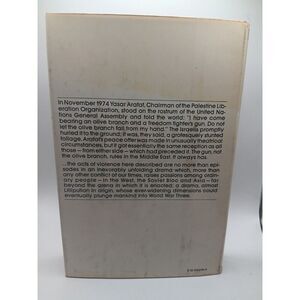 In November 1974 Yasar Arafat, Chairman of the Palestine Lib-
eration Organization, stood on the rostrum of the United Na-
tions General Assembly and told the world: "I have come
bearing an olive branch and a freedom fighter's gun. Do not
let the olive branch fall from my hand." The Israelis promptly
hurled it to the ground; it was, they said, a grotesquely stunted
foliage. Arafat's peace offer was made in unusually theatrical
circumstances, but it got essentially the same reception as all
those—from either side—which had preceded it. The gun, not
the olive branch, rules in the Middle East. It always has.
...the acts of violence here described are no more than epi-
sodes in an inexorably unfolding drama which, more than
any other conflict of our times, raises passions among ordin-
ary people—in the West, the Soviet Bloc and Asia—far
beyond the arena in which it is enacted; a drama, almost
Lilliputian in origin, whose ever-widening dimensions could
eventually plunge mankind into World War Three.